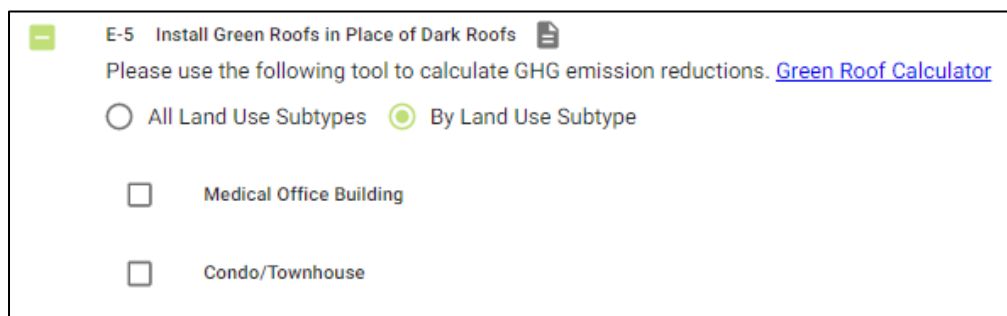 E-5 Install Green Roofs in Place of Dark Roofs
Please use the following tool to calculate GHG emission reductions. Green Roof Calculator
All Land Use Subtypes By Land Use Subtype
Medical Office Building
Condo/Townhouse